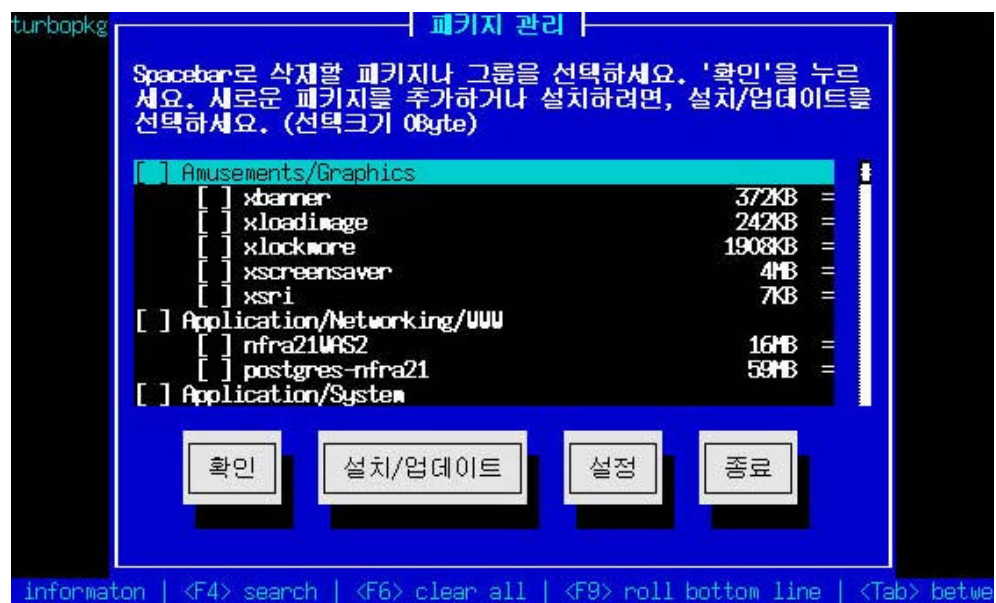 turbopkg
패키지 관리
Spacebar로 삭제할 패키지나 그룹을 선택하세요. '확인'을 누르
세요. 새로운 패키지를 추가하거나 설치하려면, 설치/업데이트를
선택하세요. (선택크기 0Byte)
[ ] Amusements/Graphics
[ ] xbanner 372KB =
[ ] xloadimage 242KB =
[ ] xlockmore 1908KB =
[ ] xscreensaver 4MB =
[ ] xsri 7KB =
[ ] Application/Networking/WWW
[ ] nfra21WAS2 16MB =
[ ] postgres-nfra21 59MB =
[ ] Application/System
확인 설치/업데이트 설정 종료
informaton | <F4> search | <F6> clear all | <F9> roll bottom line | <Tab> betwe